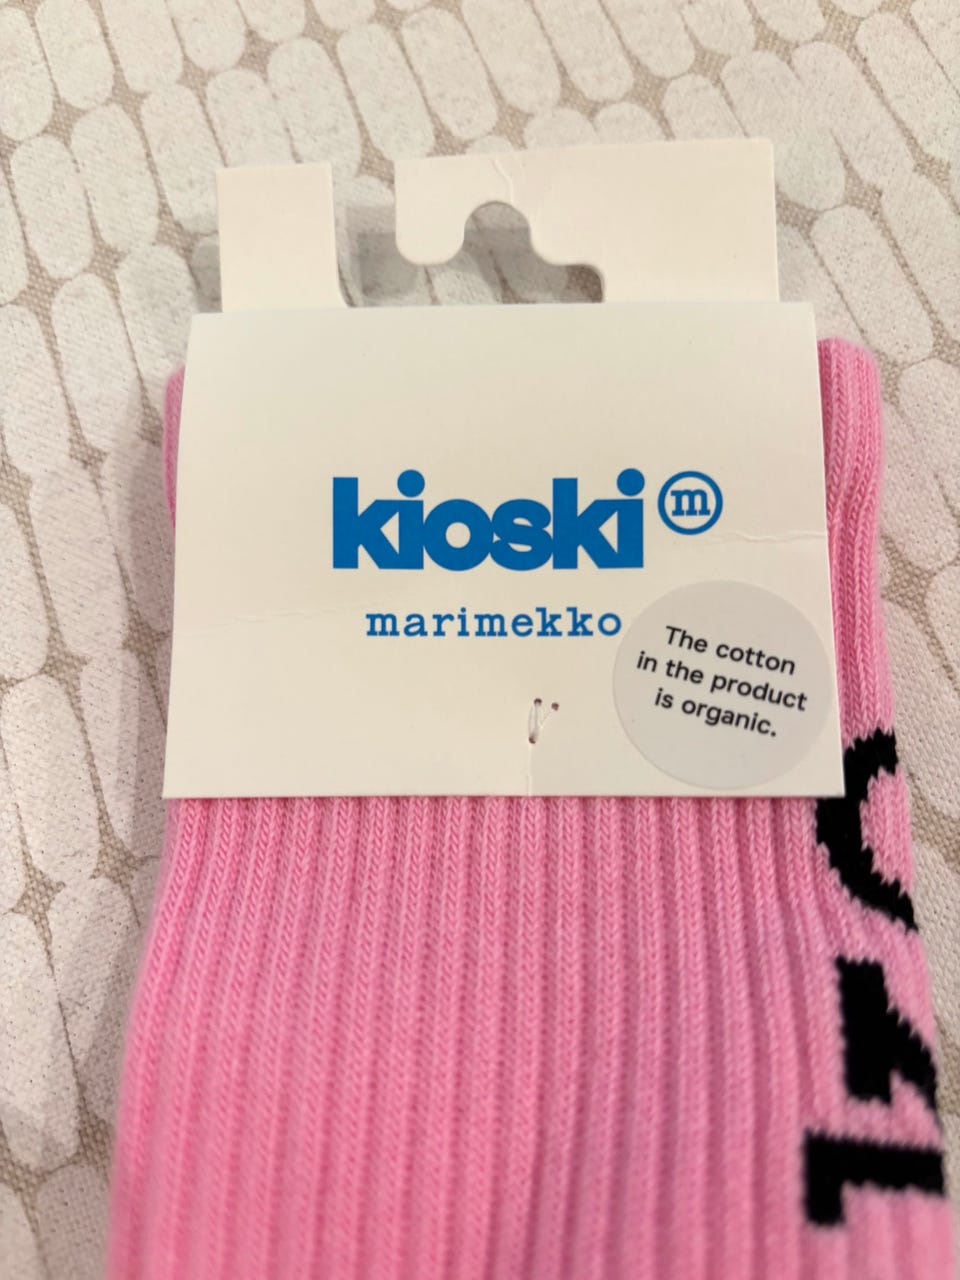 kioski m
marimekko
The cotton
in the product
is organic.